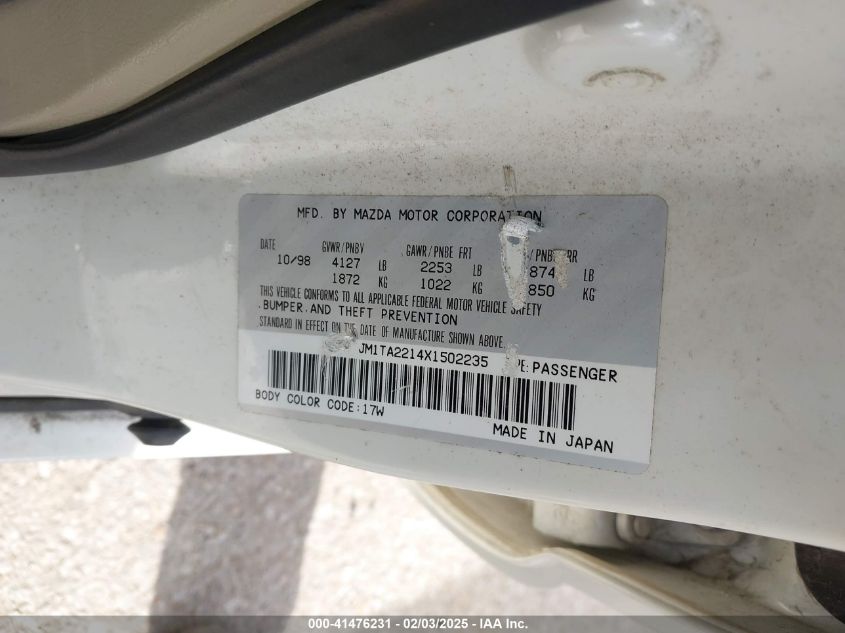 MFD. BY MAZDA MOTOR CORPORATION
DATE GVWR/PNBV GAWR/PNBE FRT /PNB RR
10/98 4127 LB 2253 LB 874 LB
1872 KG 1022 KG 850 KG
THIS VEHICLE CONFORMS TO ALL APPLICABLE FEDERAL MOTOR VEHICLE SAFETY
,BUMPER,AND THEFT PREVENTION
STANDARD IN EFFECT ON THE DATE OF MANUFACTURE SHOWN ABOVE.
JM1TA2214X1502235 PE:PASSENGER
BODY COLOR CODE:17W
MADE IN JAPAN
000-41476231 - 02/03/2025 - IAA Inc.